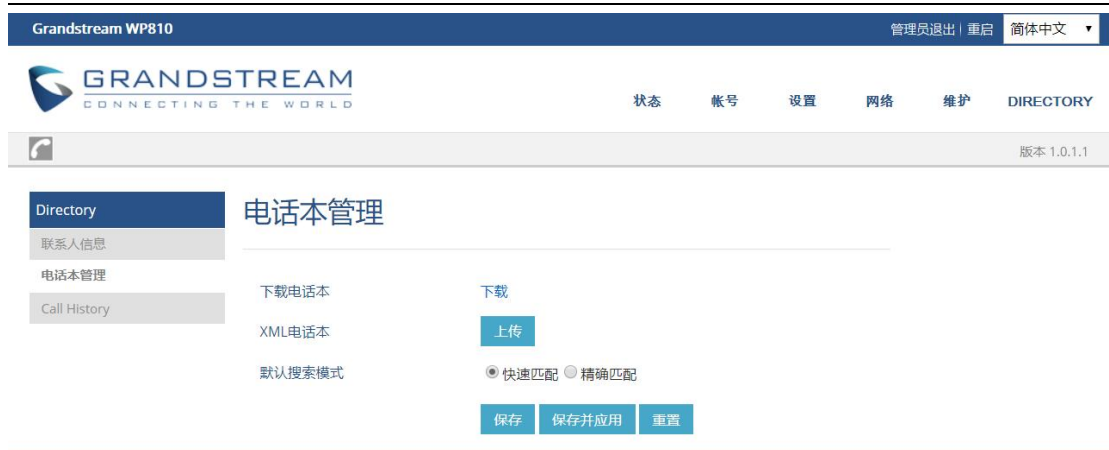 Grandstream WP810 管理员退出 | 重启 简体中文
GRANDSTREAM
CONNECTING THE WORLD
状态 帐号 设置 网络 维护 DIRECTORY
版本 1.0.1.1
Directory
联系人信息
电话本管理
Call History
电话本管理
下载电话本 下载
XML电话本 上传
默认搜索模式 快速匹配 精确匹配
保存 保存并应用 重置